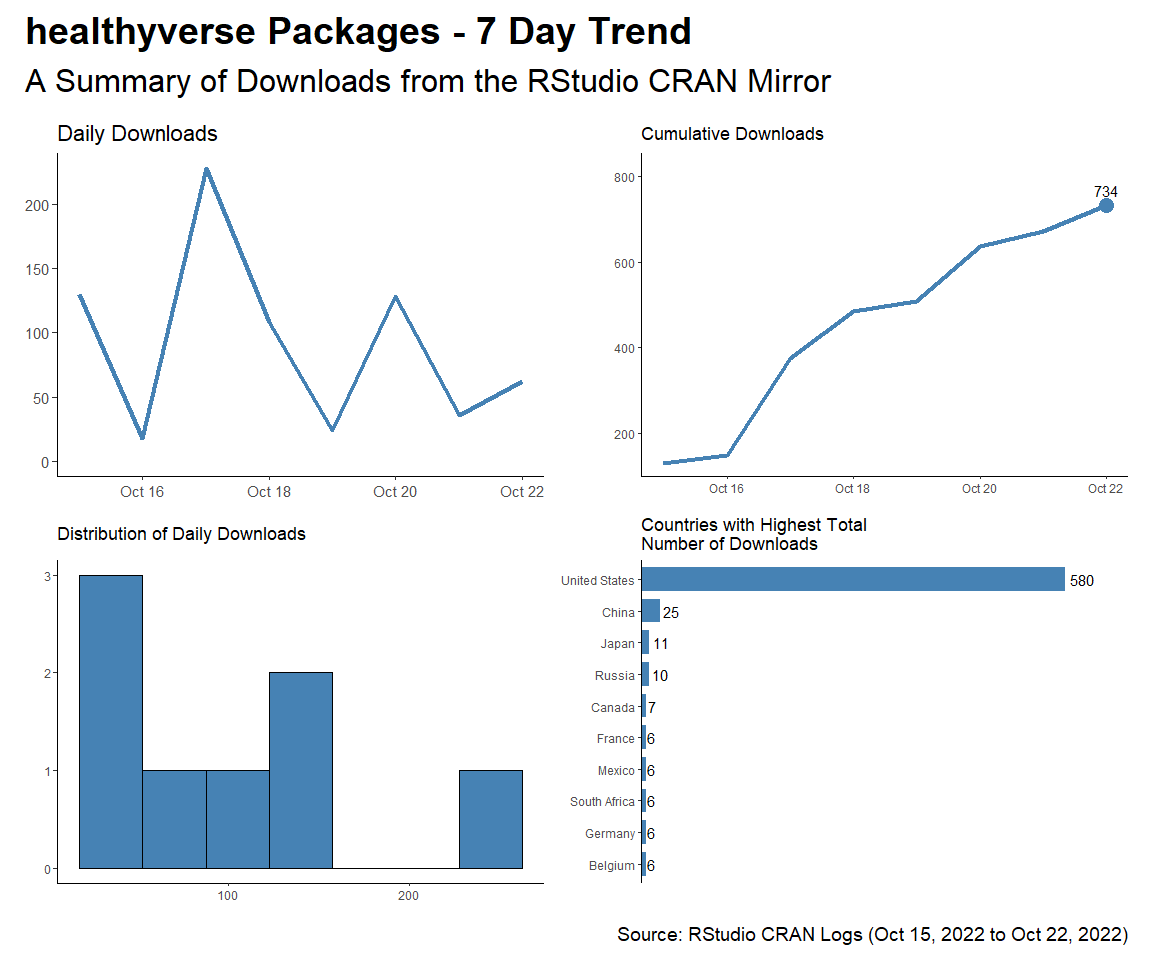 healthyverse Packages - 7 Day Trend
A Summary of Downloads from the RStudio CRAN Mirror
Daily Downloads
200
150
100
50
0
Oct 16
Oct 18
Oct 20
Oct 22
Cumulative Downloads
800
600
400
200
734
Oct 16
Oct 18
Oct 20
Oct 22
Distribution of Daily Downloads
3
2
1
0
100
200
Countries with Highest Total
Number of Downloads
United States 580
China 25
Japan 11
Russia 10
Canada 7
France 6
Mexico 6
South Africa 6
Germany 6
Belgium 6
Source: RStudio CRAN Logs (Oct 15, 2022 to Oct 22, 2022)